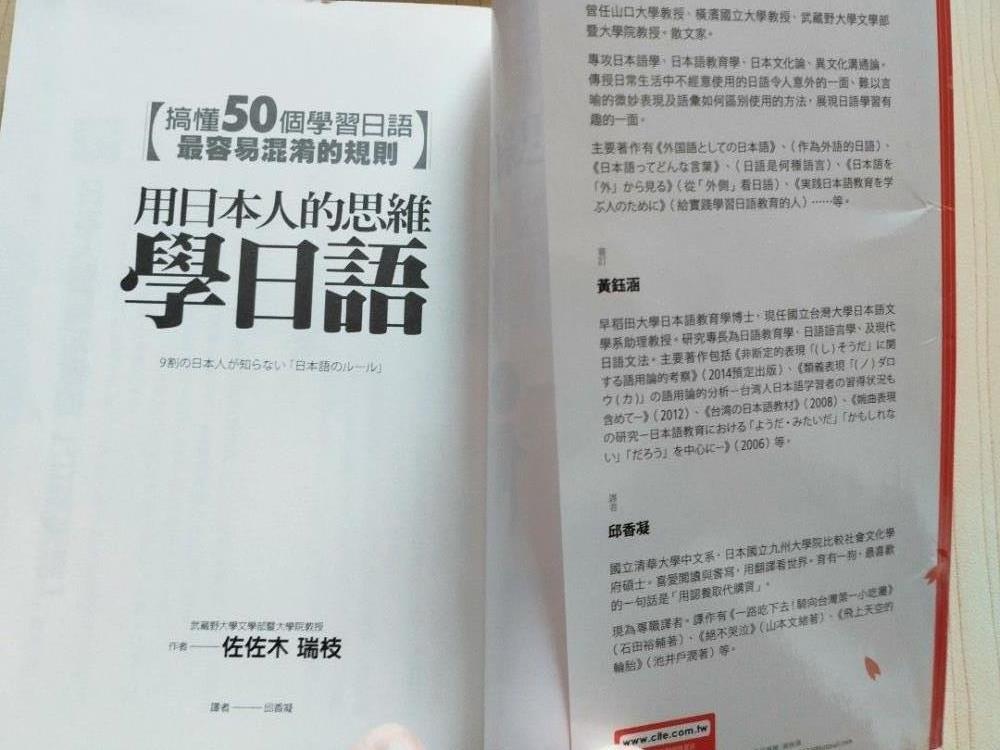 搞懂50個學習日語
最容易混淆的規則
用日本人的思維
學日語
9割の日本人が知らない「日本語のルール」
武蔵野大學文學部暨大學院教授
作者──佐佐木 瑞枝
譯者──邱香凝
曾任山口大學教授、橫濱國立大學教授、武蔵野大學文學部
暨大學院教授。散文家。
專攻日本語學、日本語教育學、日本文化論、異文化溝通論。
傳授日常生活中不經意使用的日語令人意外的一面、難以言
喻的微妙表現及語彙如何區別使用的方法，展現日語學習有
趣的一面。
主要著作有《外国語としての日本語》、（作為外語的日語）、
《日本語ってどんな言葉》、（日語是何種語言）、《日本語を
「外」から見る》（從「外側」看日語）、《実践日本語教育を学
ぶ人のために》（給實踐學習日語教育的人）……等。
審訂
黃鈺涵
早稻田大學日本語教育學博士，現任國立台灣大學日本語文
學系助理教授。研究專長為日語教育學、日語語言學、及現代
日語文法。主要著作包括《非断定的表現「(し)そうだ」に関
する語用論的考察》（2014預定出版）、《類義表現「(ノ)ダロ
ウ(カ)」の語用論的分析－台湾人日本語学習者の習得状況も
含めて－》（2012）、《台湾の日本語教材》（2008）、《婉曲表現
の研究－日本語教育における「ようだ・みたいだ」「かもしれな
い」「だろう」を中心に－》（2006）等。
譯者
邱香凝
國立清華大學中文系，日本國立九州大學院比較社會文化學
府碩士。喜愛閱讀與書寫，用翻譯看世界。育有一狗，最喜歡
的一句話是「用認養取代購買」。
現為專職譯者。譯作有《一路吃下去！騎向台灣第一小吃灘》
（石田裕輔著）、《絕不哭泣》（山本文緒著）、《飛上天空的
輪胎》（池井戶潤著）等。
www.cite.com.tw